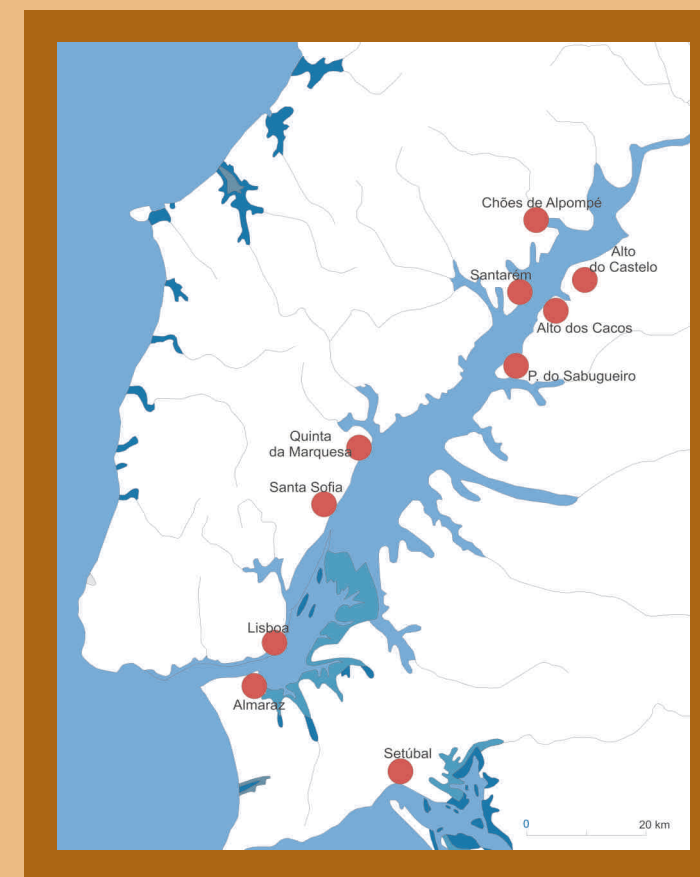 Chões de Alpompé
Alto
do Castelo
Santarém
Alto dos Cacos
P. do Sabugueiro
Quinta
da Marquesa
Santa Sofia
Lisboa
Almaraz
Setúbal
0
20 km